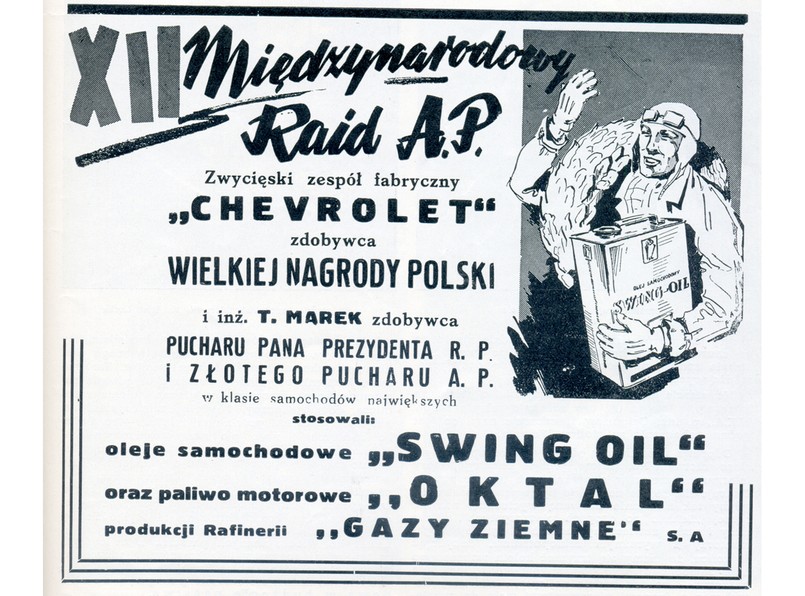 XII Międzynarodowy
Raid A.P.
Zwycięski zespół fabryczny
„CHEVROLET“
zdobywca
WIELKIEJ NAGRODY POLSKI
i inż. T. MAREK zdobywca
PUCHARU PANA PREZYDENTA R. P.
i ZŁOTEGO PUCHARU A. P.
w klasie samochodów największych
stosowali:
oleje samochodowe „SWING OIL“
oraz paliwo motorowe „OKTAL“
produkcji Rafinerii „GAZY ZIEMNE“ S. A
OLEJ SAMOCHODOWY
SWING-OIL